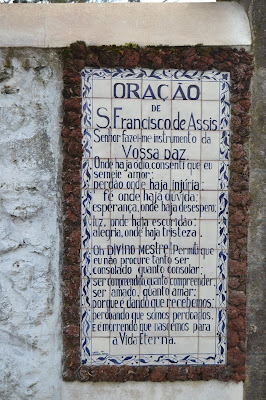 ORAÇÃO
DE
S. Francisco de Assis
Senhor fazei-me instrumento da
Vossa paz
Onde haja ódio, consenti que eu
semeie amor;
perdão onde haja injúria;
Fé onde haja dúvida
esperança, onde haja desespero
luz, onde haja escuridão
alegria, onde haja tristeza
Oh DIVINO MESTRE, Permiti que
eu não procure tanto ser
consolado quanto consolar;
ser compreendido, quanto compreender;
ser amado, quanto amar;
porque é dando que recebemos
perdoando que somos perdoados,
e é morrendo que nascemos para
a Vida Eterna.